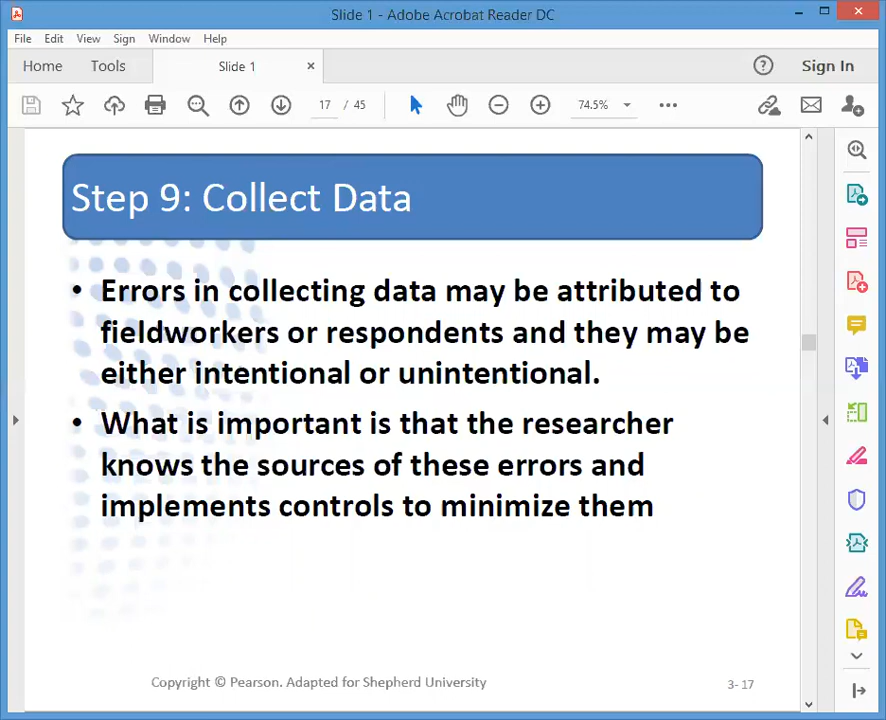 Slide 1 - Adobe Acrobat Reader DC
File Edit View Sign Window Help
Home Tools Slide 1 Sign In
17 / 45 74.5%
Step 9: Collect Data
• Errors in collecting data may be attributed to
fieldworkers or respondents and they may be
either intentional or unintentional.
• What is important is that the researcher
knows the sources of these errors and
implements controls to minimize them
Copyright © Pearson. Adapted for Shepherd University 3- 17